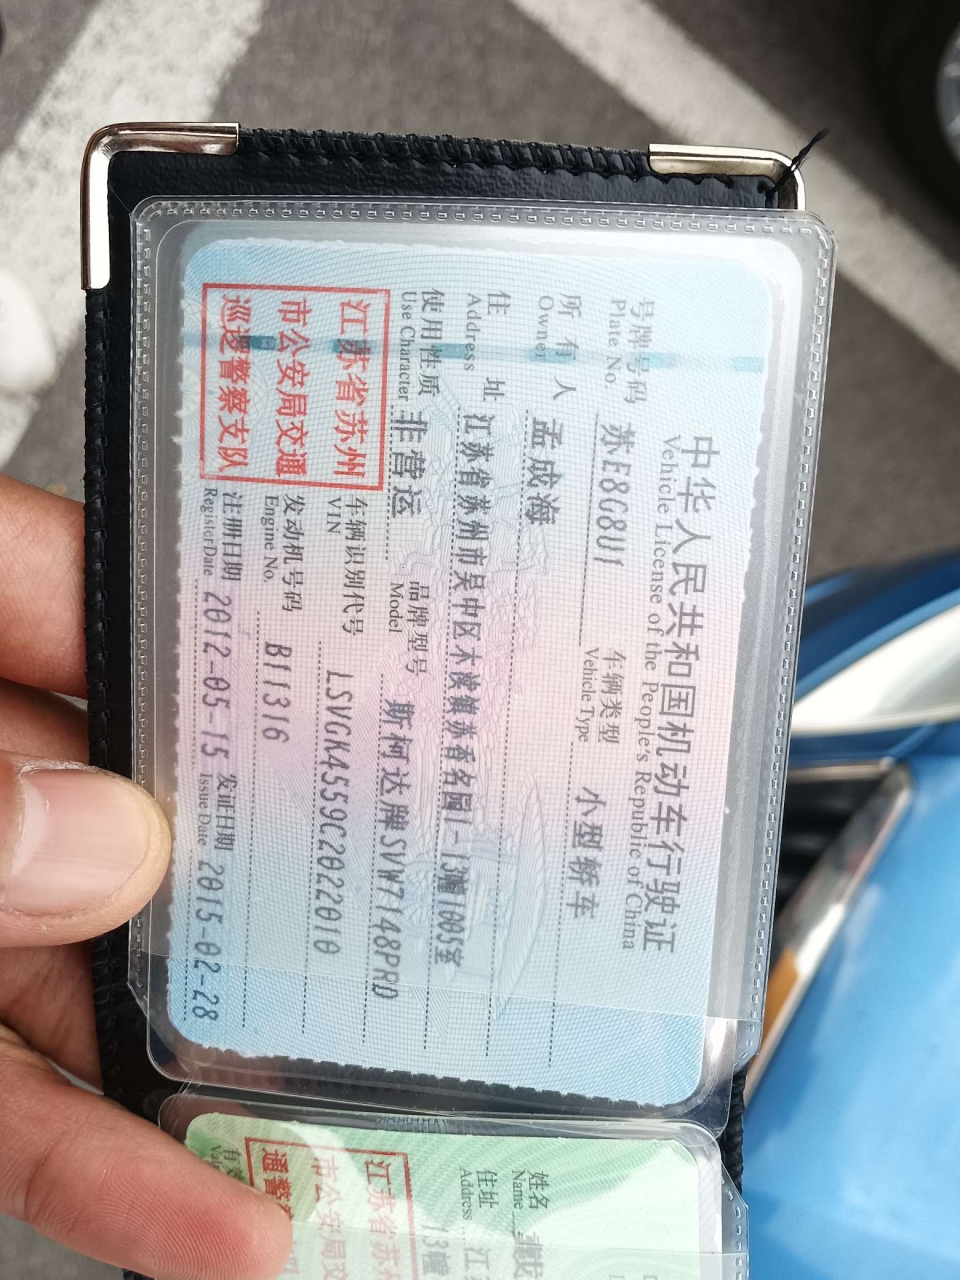 中华人民共和国机动车行驶证
Vehicle License of the People's Republic of China
号牌号码 苏E8G8U1 车辆类型 小型轿车
Plate No. Vehicle Type
所有人 孟成海
Owner
住址 江苏省苏州市吴中区木渎镇苏香名园1-13幢1005室
Address
使用性质 非营运 品牌型号 斯柯达牌SVW7148PRD
Use Character Model
江苏省苏州
市公安局交通
巡逻警察支队
车辆识别代号 LSVGK4559C2022010
VIN
发动机号码 B11316
Engine No.
注册日期 2012-05-15 发证日期 2015-02-28
Register Date Issue Date
姓名
Name
住址 江
Address
13幢
江苏省苏州
市公安局交
通警